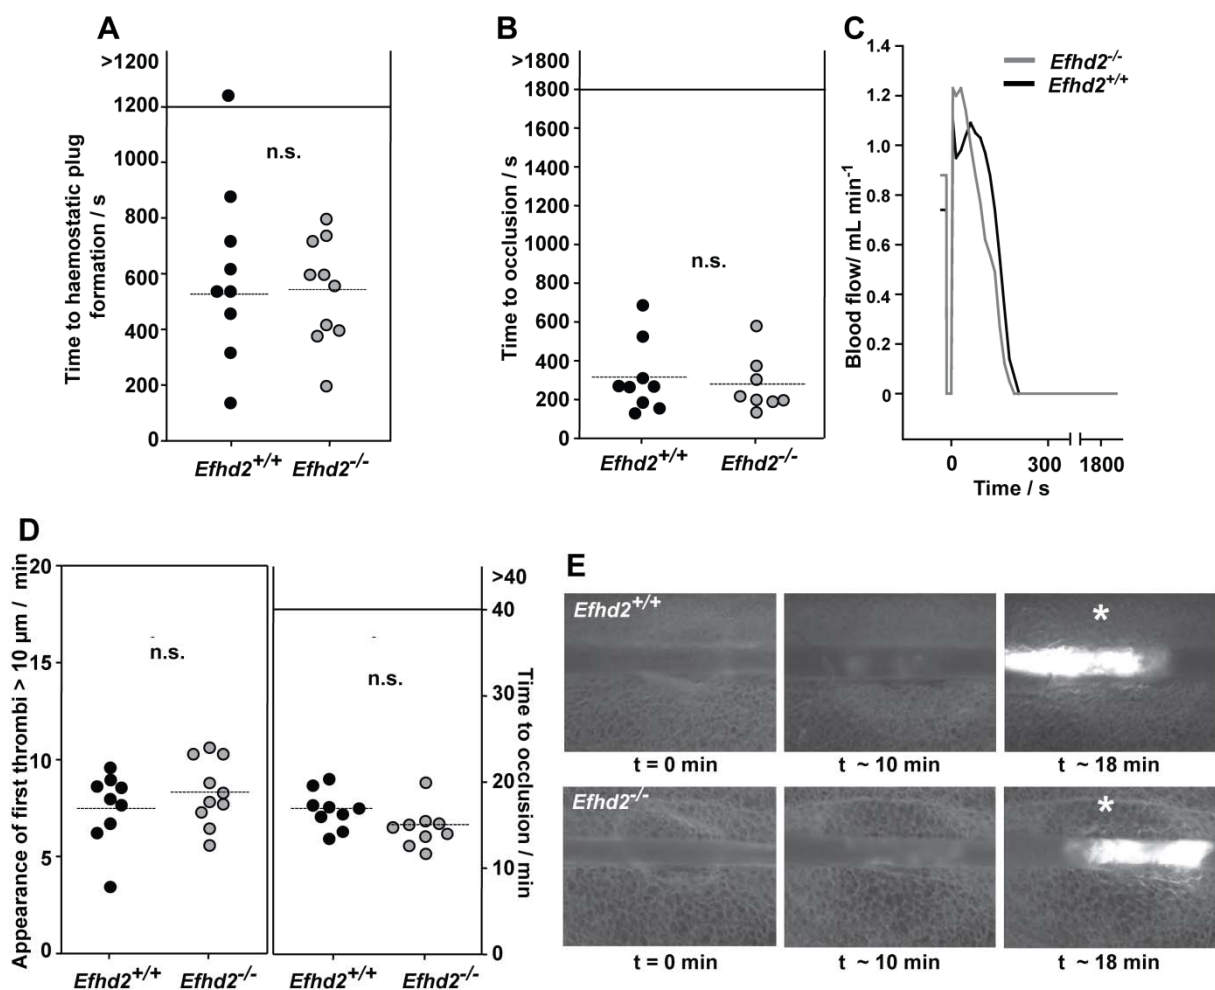 A
Time to haemostatic plug
formation / s
>1200
1200
1000
800
600
400
200
0
n.s.
Efhd2+/+
Efhd2-/-
B
Time to occlusion / s
>1800
1800
1600
1400
1200
1800
800
600
400
200
0
n.s.
Efhd2+/+
Efhd2-/-
C
Blood flow/ mL min-1
1.4
1.2
1.0
0.8
0.6
0.4
0.2
0
Efhd2-/-
Efhd2+/+
0
300
1800
Time / s
D
Appearance of first thrombi > 10 µm / min
20
15
10
5
0
n.s.
Efhd2+/+
Efhd2-/-
>40
40
30
20
10
0
Time to occlusion / min
n.s.
Efhd2+/+
Efhd2-/-
E
Efhd2+/+
*
t = 0 min
t ~ 10 min
t ~ 18 min
Efhd2-/-
*
t = 0 min
t ~ 10 min
t ~ 18 min